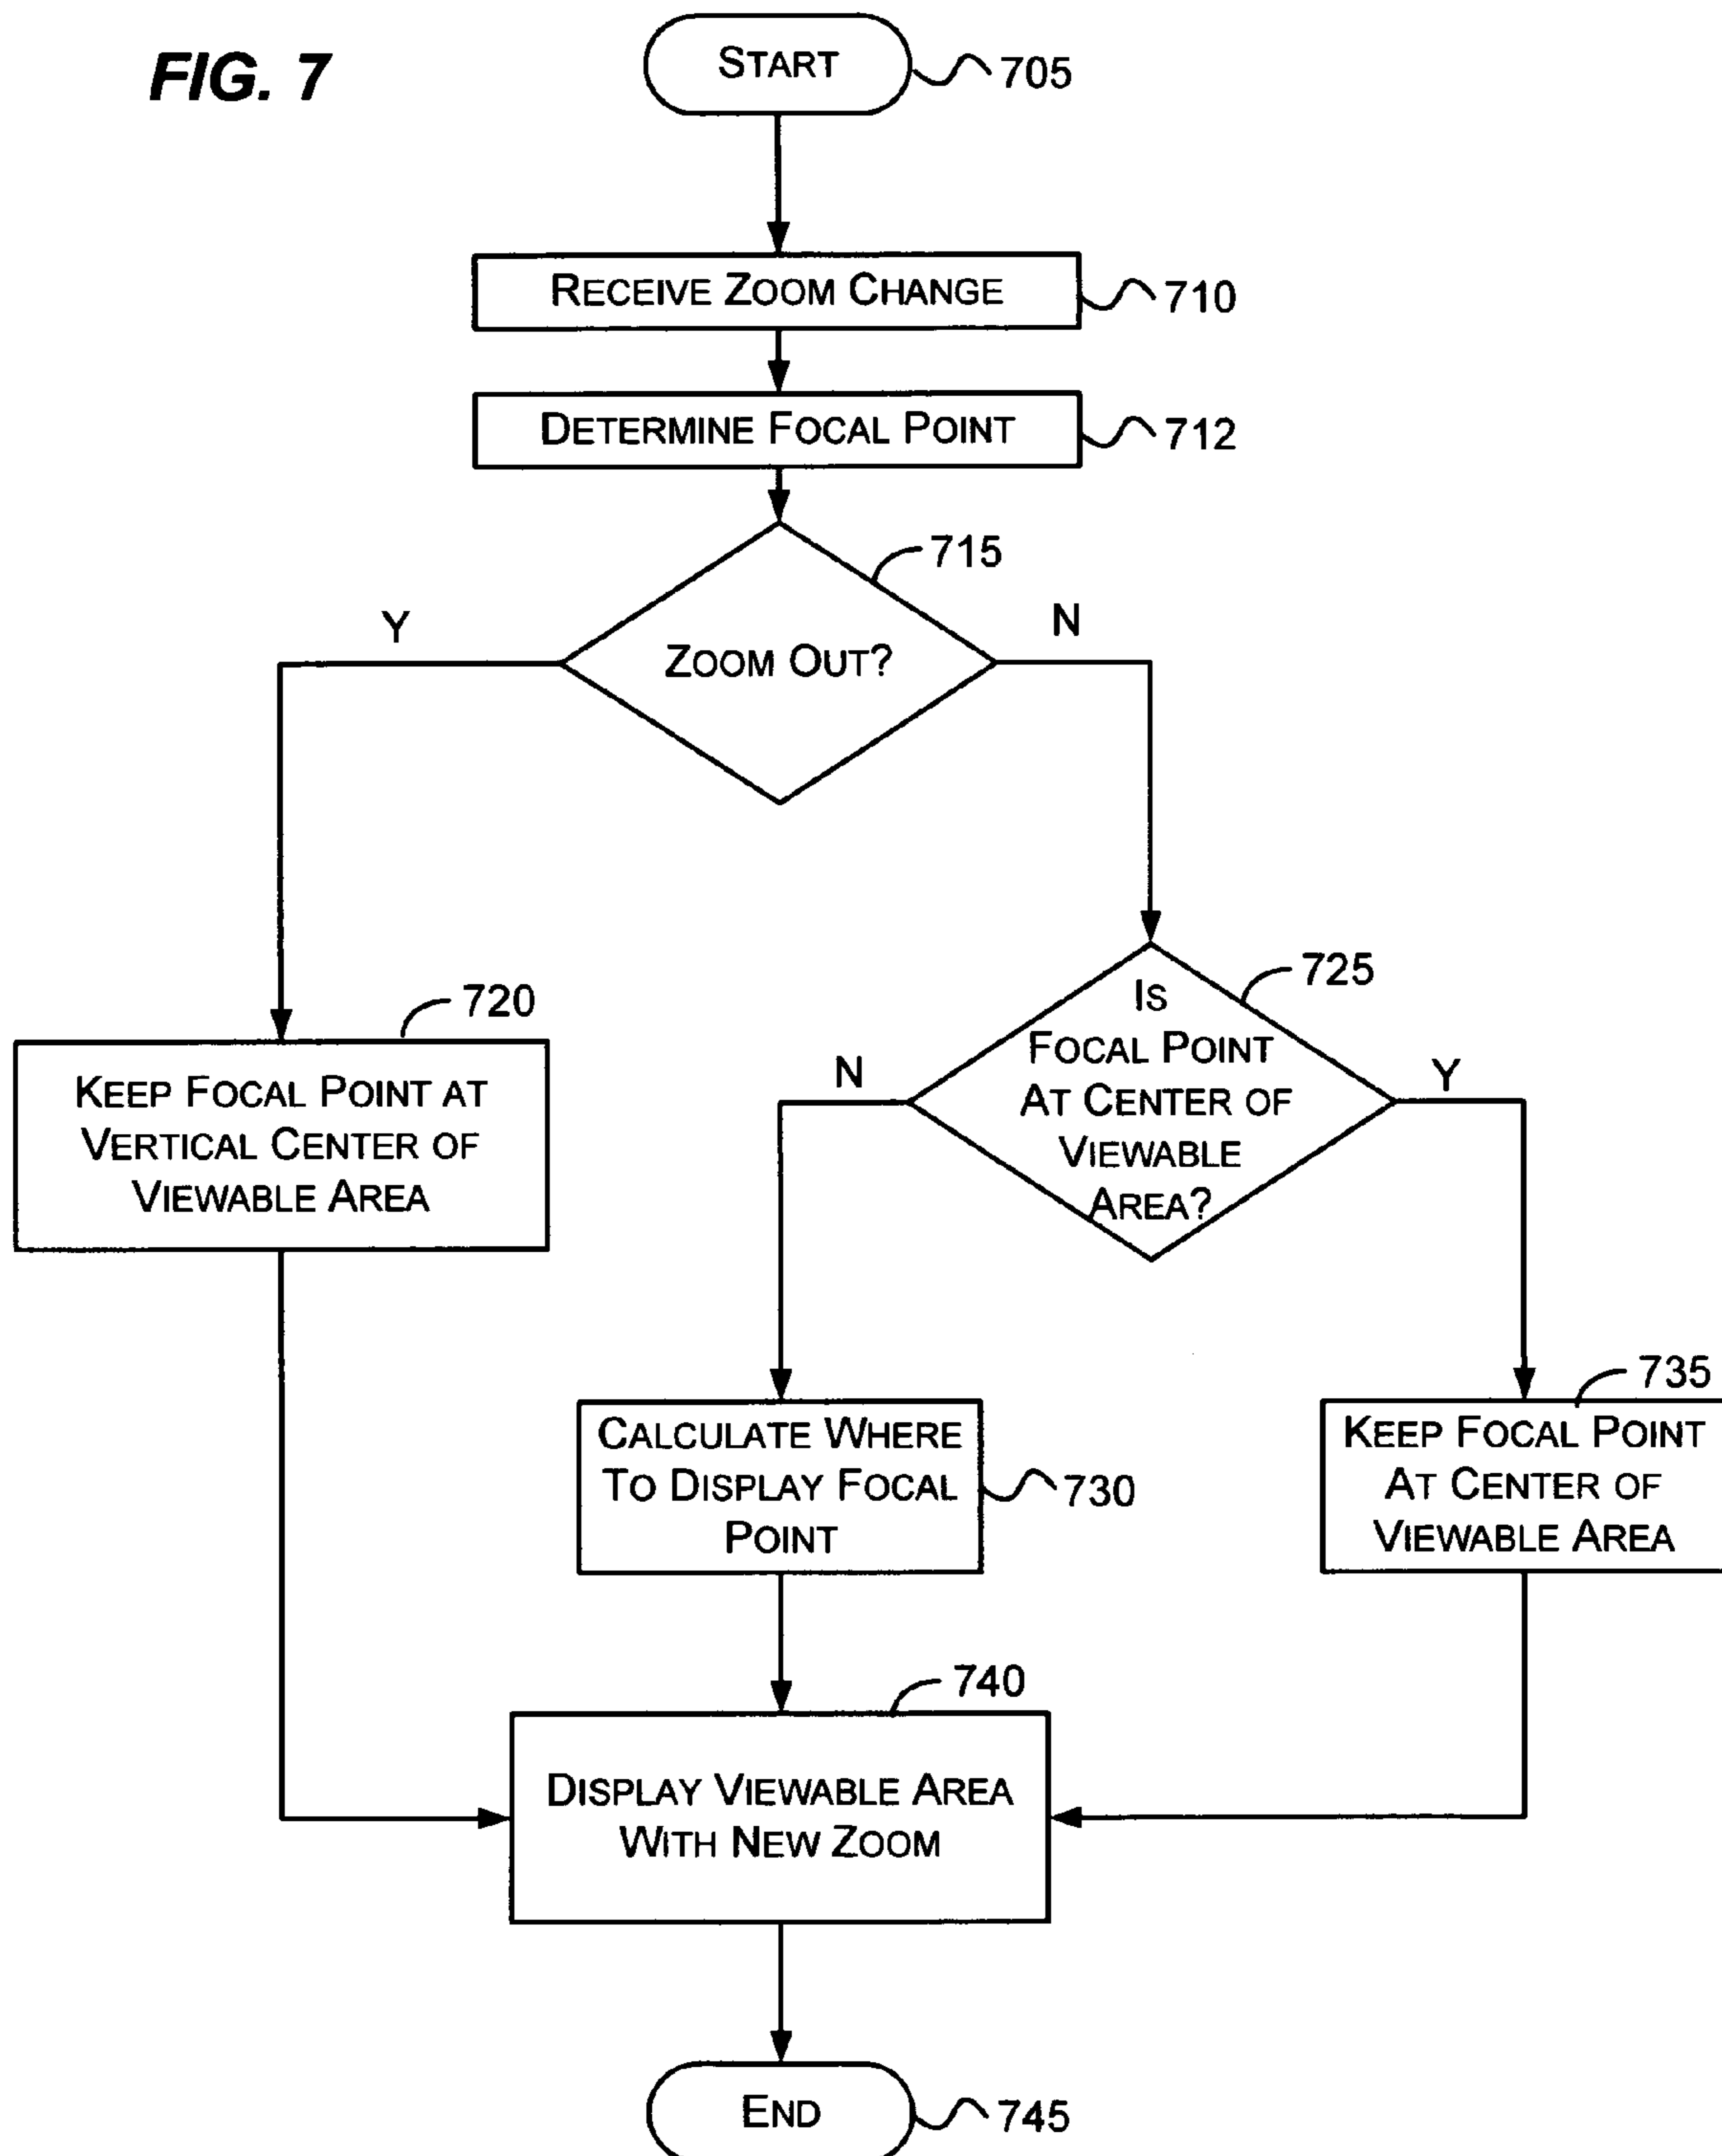 FIG. 7
START
705
RECEIVE ZOOM CHANGE
710
DETERMINE FOCAL POINT
712
715
Y
N
ZOOM OUT?
720
KEEP FOCAL POINT AT
VERTICAL CENTER OF
VIEWABLE AREA
725
IS
FOCAL POINT
AT CENTER OF
VIEWABLE
AREA?
N
Y
CALCULATE WHERE
TO DISPLAY FOCAL
POINT
730
735
KEEP FOCAL POINT
AT CENTER OF
VIEWABLE AREA
740
DISPLAY VIEWABLE AREA
WITH NEW ZOOM
END
745